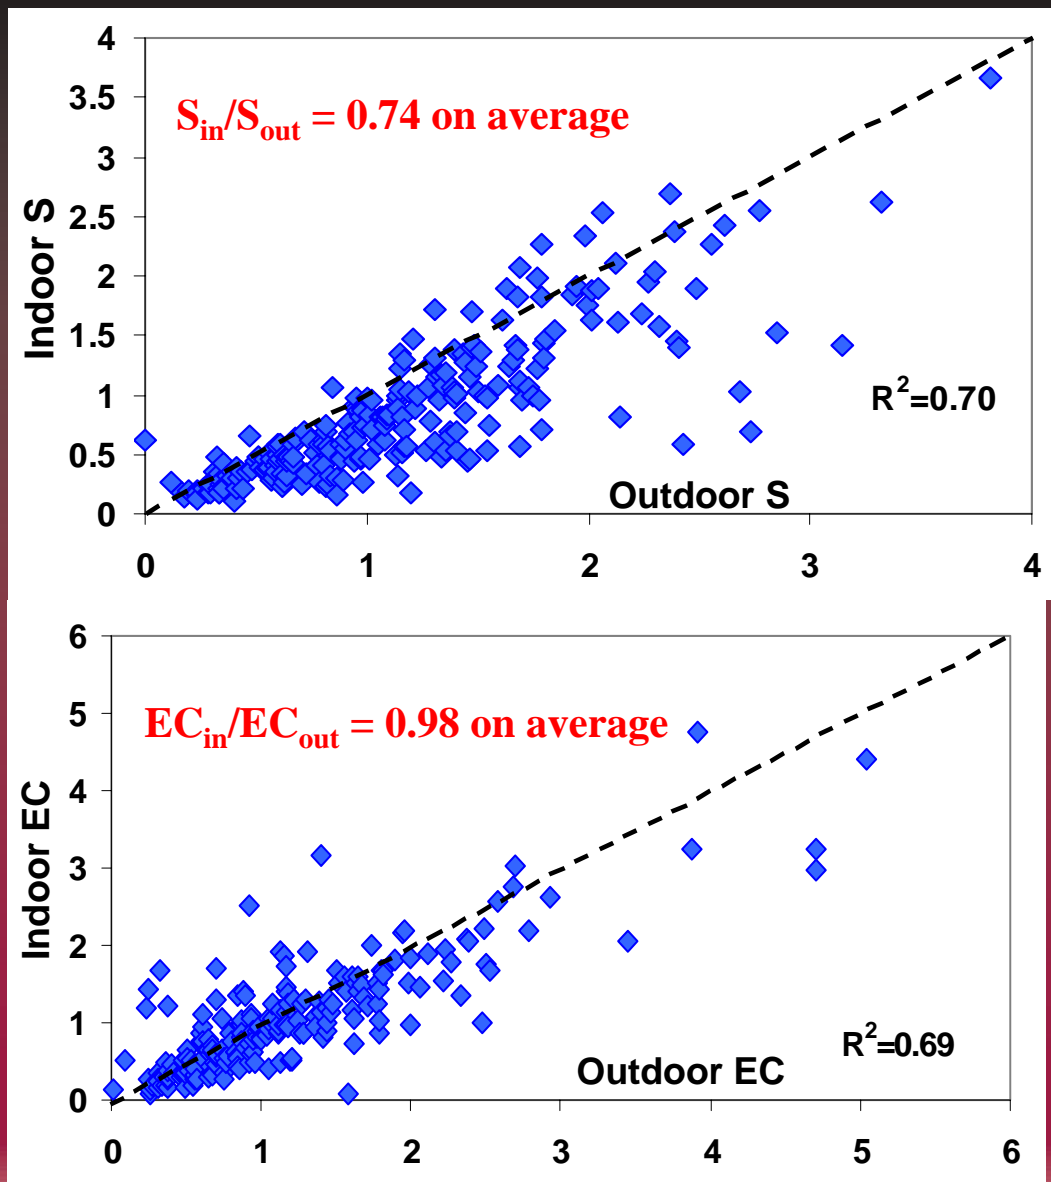 4
3.5
3
2.5
2
1.5
1
0.5
0
Indoor S
Sin/Sout = 0.74 on average
R2=0.70
Outdoor S
0 1 2 3 4
6
5
4
3
2
1
0
Indoor EC
ECin/ECout = 0.98 on average
R2=0.69
Outdoor EC
0 1 2 3 4 5 6